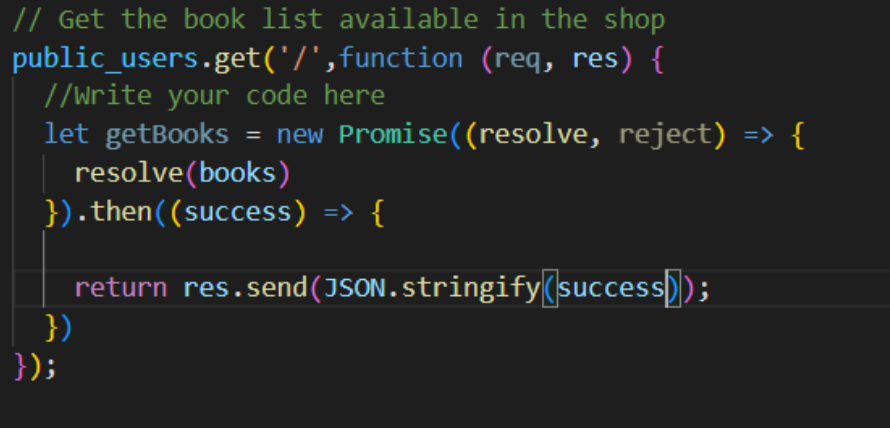 // Get the book list available in the shop
public_users.get('/',function (req, res) {
  //Write your code here
  let getBooks = new Promise((resolve, reject) => {
    resolve(books)
  }).then((success) => {

    return res.send(JSON.stringify(success));
  })
});